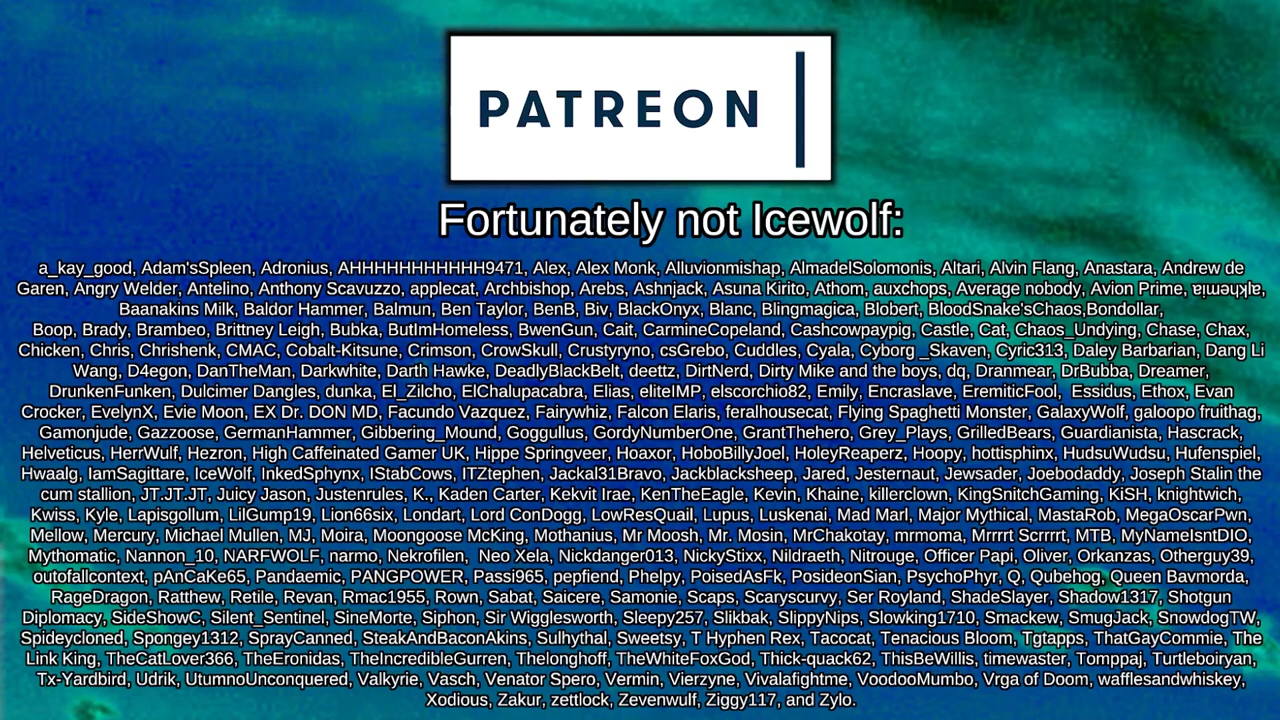 PATREON
Fortunately not Icewolf:
a_kay_good, Adam'sSpleen, Adronius, AHHHHHHHHHHH9471, Alex, Alex Monk, Alluvionmishap, AlmadelSolomonis, Altari, Alvin Flang, Anastara, Andrew de
Garen, Angry Welder, Antelino, Anthony Scavuzzo, applecat, Archbishop, Arebs, Ashnjack, Asuna Kirito, Athom, auxchops, Average nobody, Avion Prime, ɐᴉɯǝɥʞlɐ,
Baanakins Milk, Baldor Hammer, Balmun, Ben Taylor, BenB, Biv, BlackOnyx, Blanc, Blingmagica, Blobert, BloodSnake'sChaos,Bondollar,
Boop, Brady, Brambeo, Brittney Leigh, Bubka, ButImHomeless, BwenGun, Cait, CarmineCopeland, Cashcowpaypig, Castle, Cat, Chaos_Undying, Chase, Chax,
Chicken, Chris, Chrishenk, CMAC, Cobalt-Kitsune, Crimson, CrowSkull, Crustyryno, csGrebo, Cuddles, Cyala, Cyborg _Skaven, Cyric313, Daley Barbarian, Dang Li
Wang, D4egon, DanTheMan, Darkwhite, Darth Hawke, DeadlyBlackBelt, deettz, DirtNerd, Dirty Mike and the boys, dq, Dranmear, DrBubba, Dreamer,
DrunkenFunken, Dulcimer Dangles, dunka, El_Zilcho, ElChalupacabra, Elias, eliteIMP, elscorchio82, Emily, Encraslave, EremiticFool, Essidus, Ethox, Evan
Crocker, EvelynX, Evie Moon, EX Dr. DON MD, Facundo Vazquez, Fairywhiz, Falcon Elaris, feralhousecat, Flying Spaghetti Monster, GalaxyWolf, galoopo fruithag,
Gamonjude, Gazzoose, GermanHammer, Gibbering_Mound, Goggullus, GordyNumberOne, GrantThehero, Grey_Plays, GrilledBears, Guardianista, Hascrack,
Helveticus, HerrWulf, Hezron, High Caffeinated Gamer UK, Hippe Springveer, Hoaxor, HoboBillyJoel, HoleyReaperz, Hoopy, hottisphinx, HudsuWudsu, Hufenspiel,
Hwaalg, IamSagittare, IceWolf, InkedSphynx, IStabCows, ITZtephen, Jackal31Bravo, Jackblacksheep, Jared, Jesternaut, Jewsader, Joebodaddy, Joseph Stalin the
cum stallion, JT.JT.JT, Juicy Jason, Justenrules, K., Kaden Carter, Kekvit Irae, KenTheEagle, Kevin, Khaine, killerclown, KingSnitchGaming, KiSH, knightwich,
Kwiss, Kyle, Lapisgollum, LilGump19, Lion66six, Londart, Lord ConDogg, LowResQuail, Lupus, Luskenai, Mad Marl, Major Mythical, MastaRob, MegaOscarPwn,
Mellow, Mercury, Michael Mullen, MJ, Moira, Moongoose McKing, Mothanius, Mr Moosh, Mr. Mosin, MrChakotay, mrmoma, Mrrrrt Scrrrrt, MTB, MyNameIsntDIO,
Mythomatic, Nannon_10, NARFWOLF, narmo, Nekrofilen, Neo Xela, Nickdanger013, NickyStixx, Nildraeth, Nitrouge, Officer Papi, Oliver, Orkanzas, Otherguy39,
outofallcontext, pAnCaKe65, Pandaemic, PANGPOWER, Passi965, pepfiend, Phelpy, PoisedAsFk, PosideonSian, PsychoPhyr, Q, Qubehog, Queen Bavmorda,
RageDragon, Ratthew, Retile, Revan, Rmac1955, Rown, Sabat, Saicere, Samonie, Scaps, Scaryscurvy, Ser Royland, ShadeSlayer, Shadow1317, Shotgun
Diplomacy, SideShowC, Silent_Sentinel, SineMorte, Siphon, Sir Wigglesworth, Sleepy257, Slikbak, SlippyNips, Slowking1710, Smackew, SmugJack, SnowdogTW,
Spideycloned, Spongey1312, SprayCanned, SteakAndBaconAkins, Sulhythal, Sweetsy, T Hyphen Rex, Tacocat, Tenacious Bloom, Tgtapps, ThatGayCommie, The
Link King, TheCatLover366, TheEronidas, TheIncredibleGurren, Thelonghoff, TheWhiteFoxGod, Thick-quack62, ThisBeWillis, timewaster, Tomppaj, Turtleboiryan,
Tx-Yardbird, Udrik, UtumnoUnconquered, Valkyrie, Vasch, Venator Spero, Vermin, Vierzyne, Vivalafightme, VoodooMumbo, Vrga of Doom, wafflesandwhiskey,
Xodious, Zakur, zettlock, Zevenwulf, Ziggy117, and Zylo.